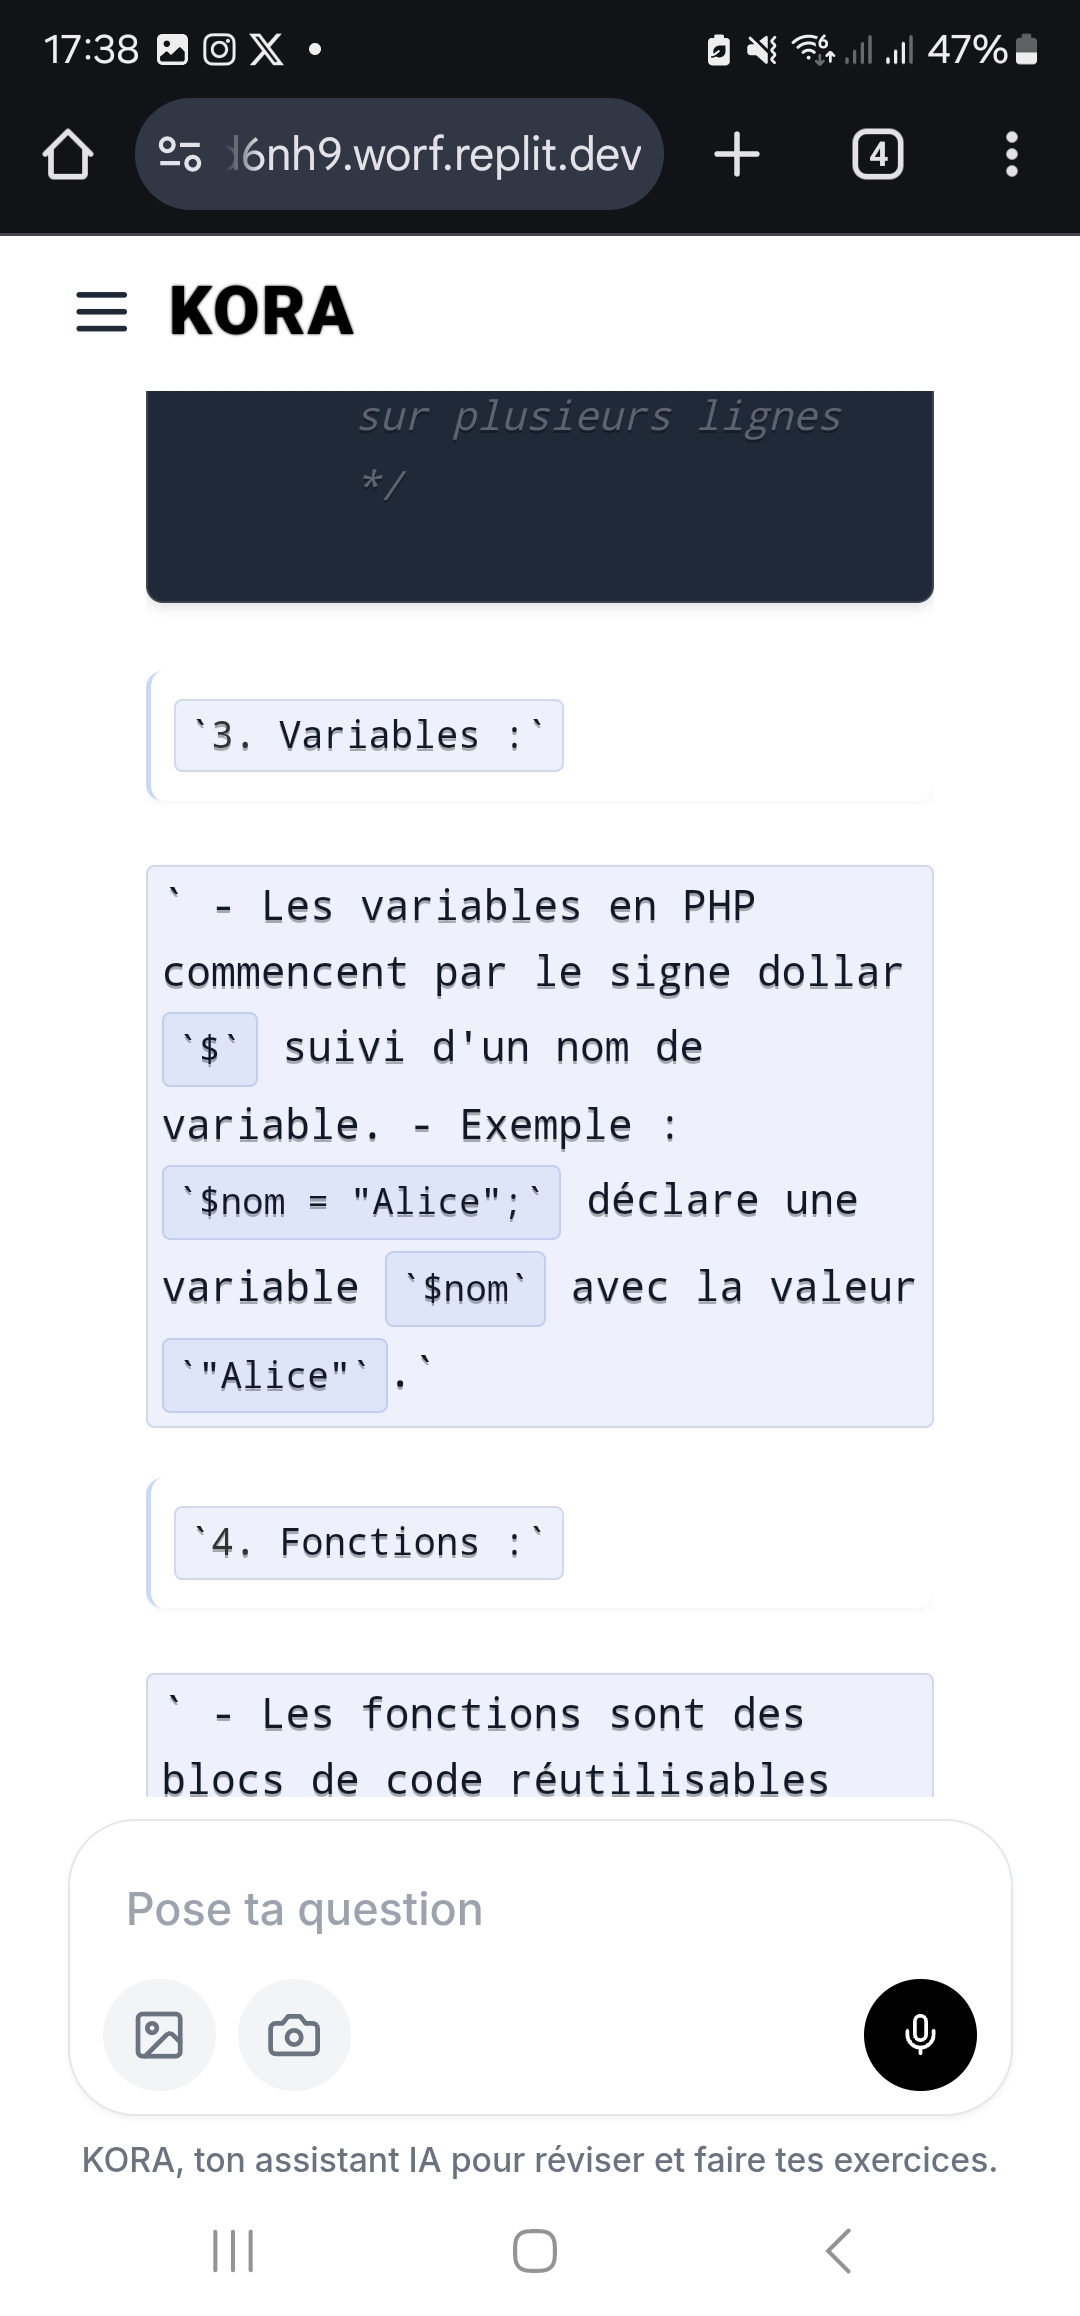 17:38
6 47%
d6nh9.worf.replit.dev
4
KORA
sur plusieurs lignes
*/
`3. Variables :`
` - Les variables en PHP
commencent par le signe dollar
`$` suivi d'un nom de
variable. - Exemple :
`$nom = "Alice";` déclare une
variable `$nom` avec la valeur
`"Alice"`.`
`4. Fonctions :`
` - Les fonctions sont des
blocs de code réutilisables
Pose ta question
KORA, ton assistant IA pour réviser et faire tes exercices.